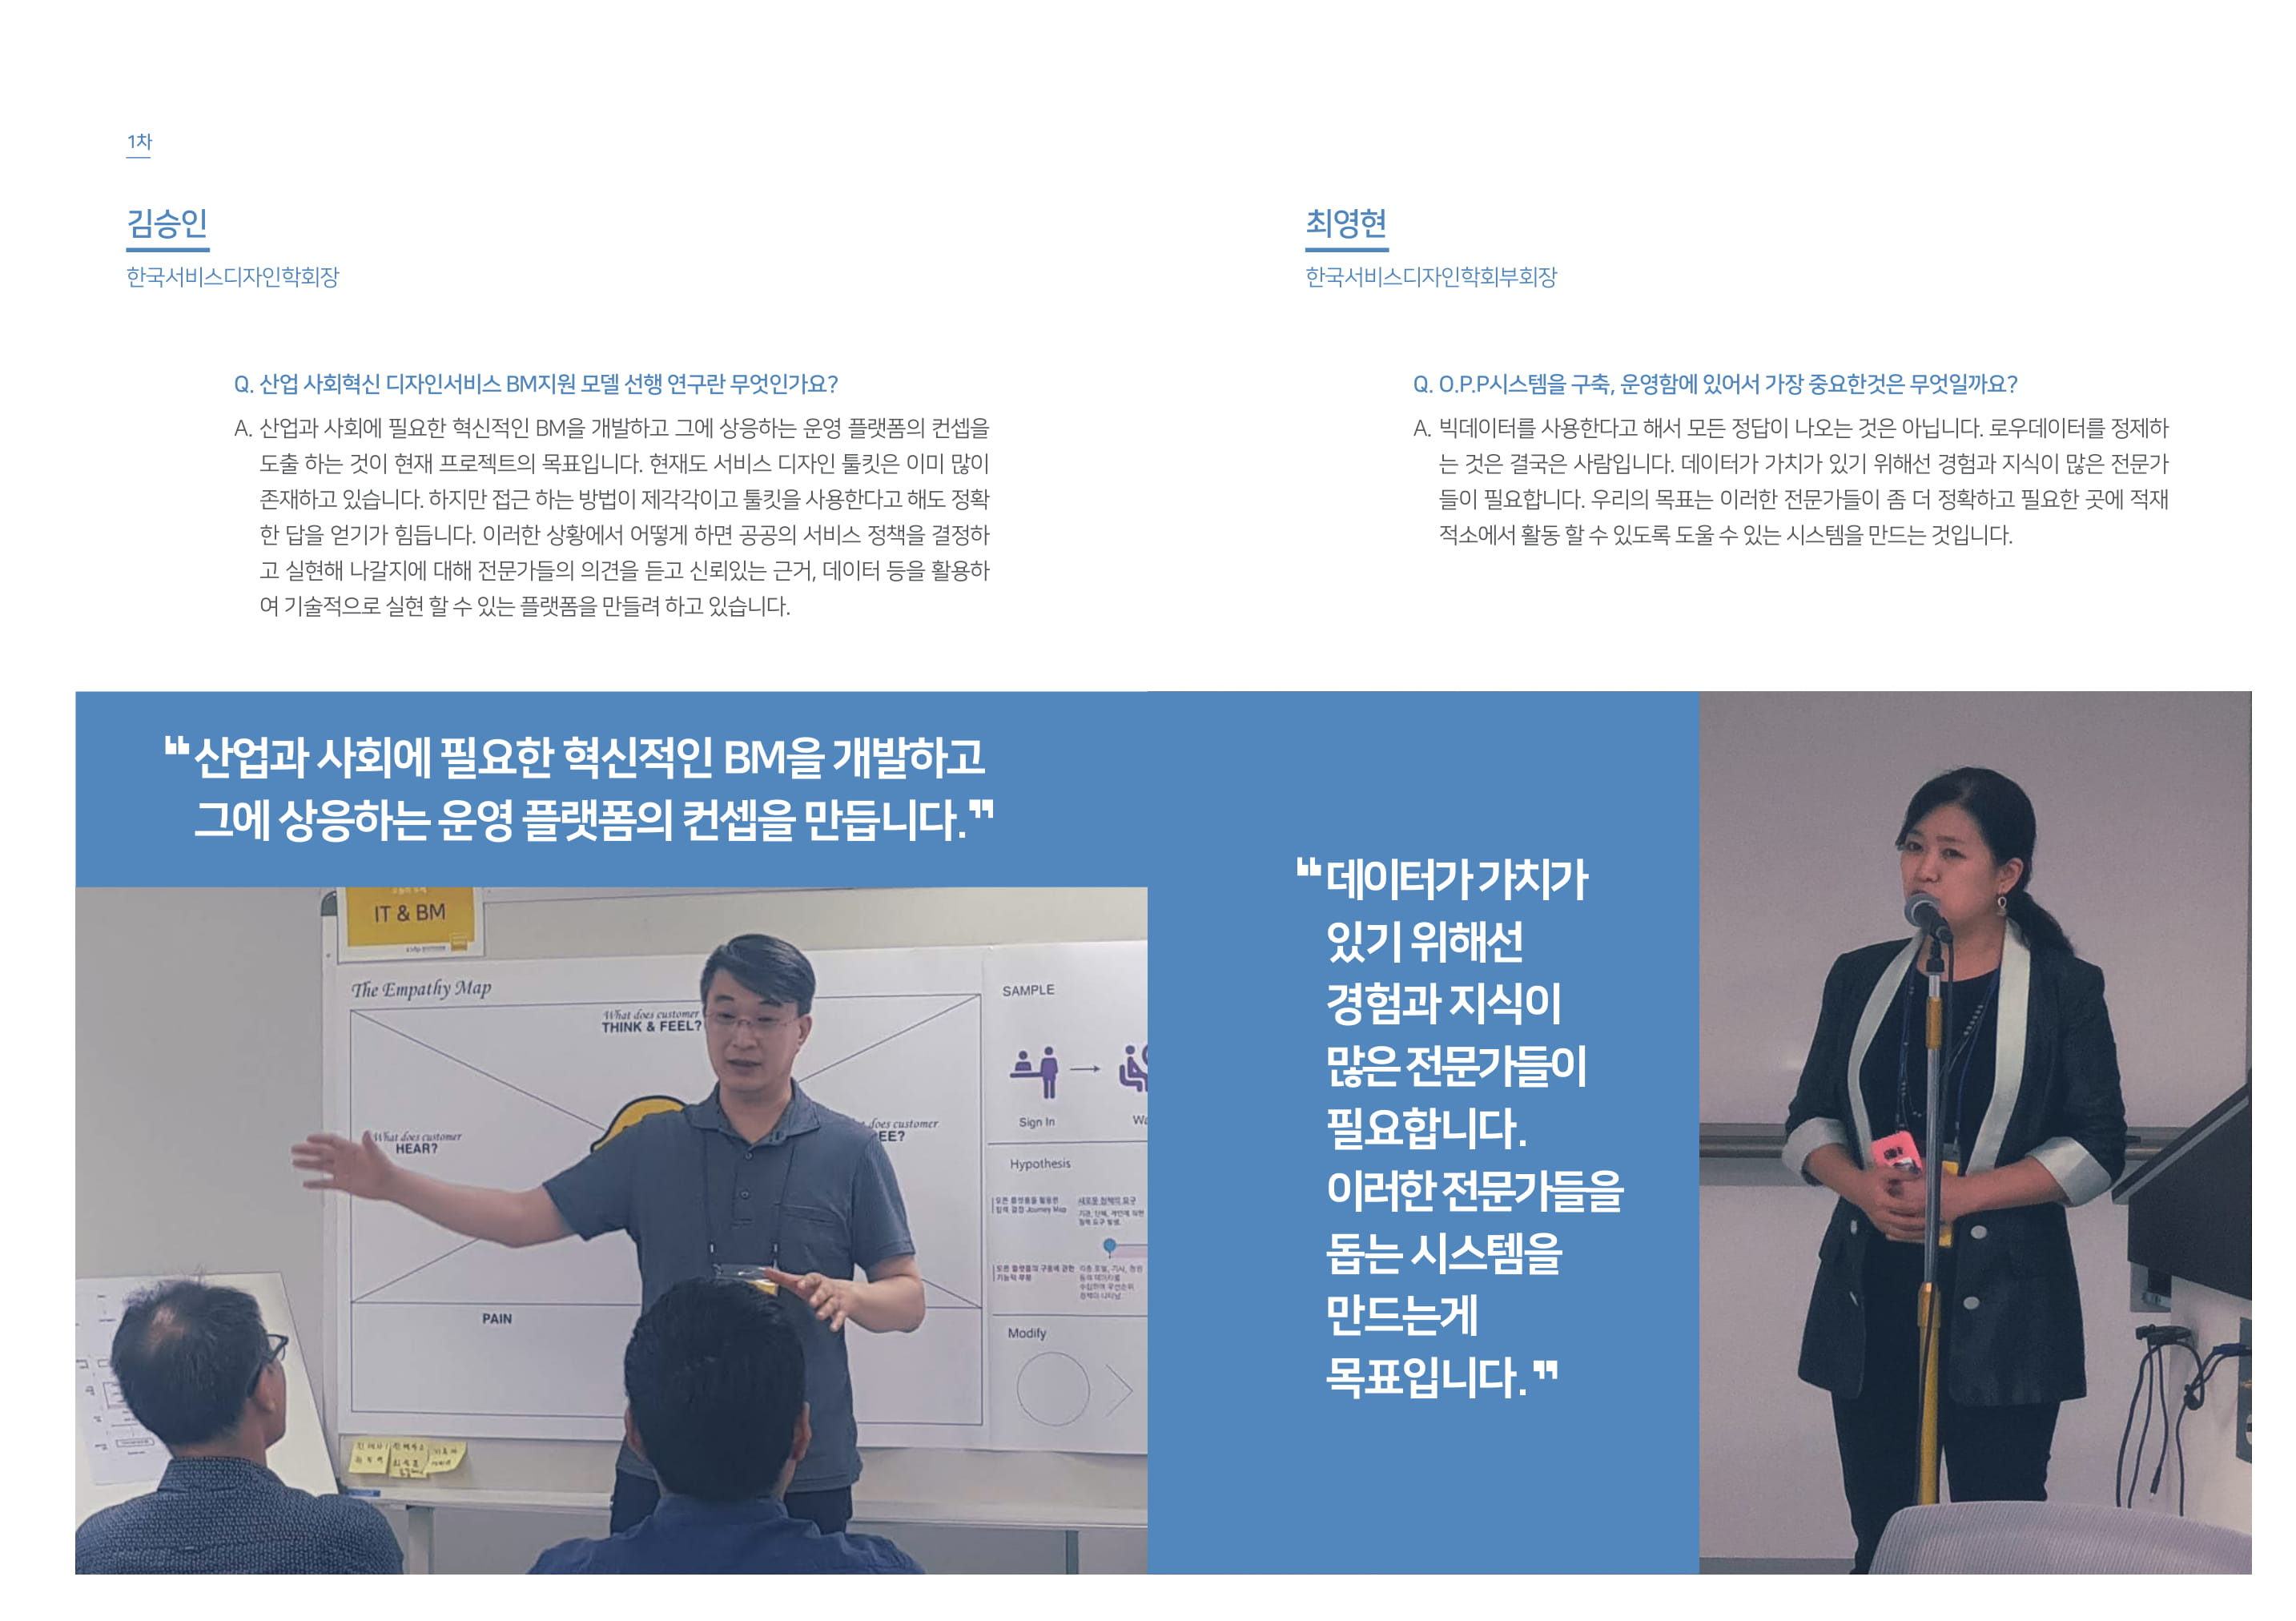 1차
김승인
한국서비스디자인학회장
Q. 산업 사회혁신 디자인서비스 BM지원 모델 선행 연구란 무엇인가요?
A. 산업과 사회에 필요한 혁신적인 BM을 개발하고 그에 상응하는 운영 플랫폼의 컨셉을
도출 하는 것이 현재 프로젝트의 목표입니다. 현재도 서비스 디자인 툴킷은 이미 많이
존재하고 있습니다. 하지만 접근 하는 방법이 제각각이고 툴킷을 사용한다고 해도 정확
한 답을 얻기가 힘듭니다. 이러한 상황에서 어떻게 하면 공공의 서비스 정책을 결정하
고 실현해 나갈지에 대해 전문가들의 의견을 듣고 신뢰있는 근거, 데이터 등을 활용하
여 기술적으로 실현 할 수 있는 플랫폼을 만들려 하고 있습니다.
“산업과 사회에 필요한 혁신적인 BM을 개발하고
그에 상응하는 운영 플랫폼의 컨셉을 만듭니다.”
IT & BM
The Empathy Map
What does customer
THINK & FEEL?
What does customer
HEAR?
does customer
EE?
PAIN
SAMPLE
Sign In
Wa
Hypothesis
Modify
최영현
한국서비스디자인학회부회장
Q. O.P.P시스템을 구축, 운영함에 있어서 가장 중요한것은 무엇일까요?
A. 빅데이터를 사용한다고 해서 모든 정답이 나오는 것은 아닙니다. 로우데이터를 정제하
는 것은 결국은 사람입니다. 데이터가 가치가 있기 위해선 경험과 지식이 많은 전문가
들이 필요합니다. 우리의 목표는 이러한 전문가들이 좀 더 정확하고 필요한 곳에 적재
적소에서 활동 할 수 있도록 도울 수 있는 시스템을 만드는 것입니다.
“데이터가 가치가
있기 위해선
경험과 지식이
많은 전문가들이
필요합니다.
이러한 전문가들을
돕는 시스템을
만드는게
목표입니다.”